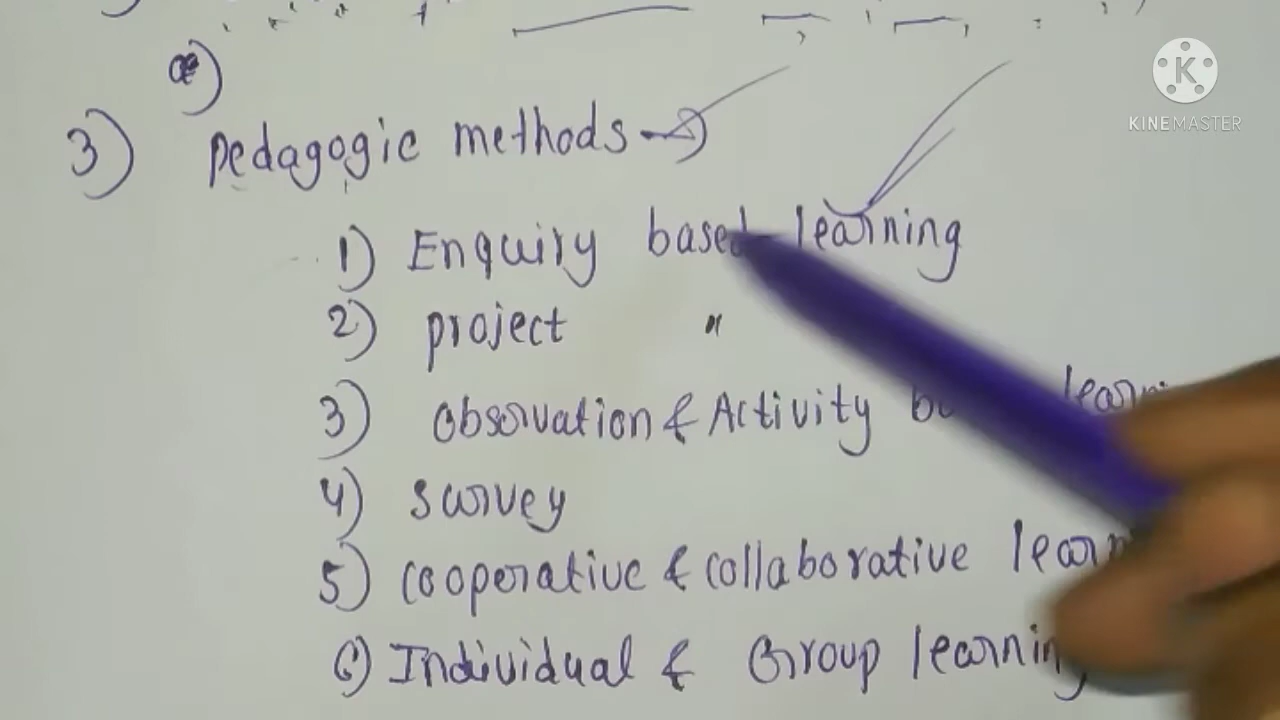 K
KINEMASTER
3) pedagogic methods →
1) Enquiry based learning
2) project "
3) Observation & Activity learning
4) Survey
5) cooperative & collaborative
6) Individual & Group learning